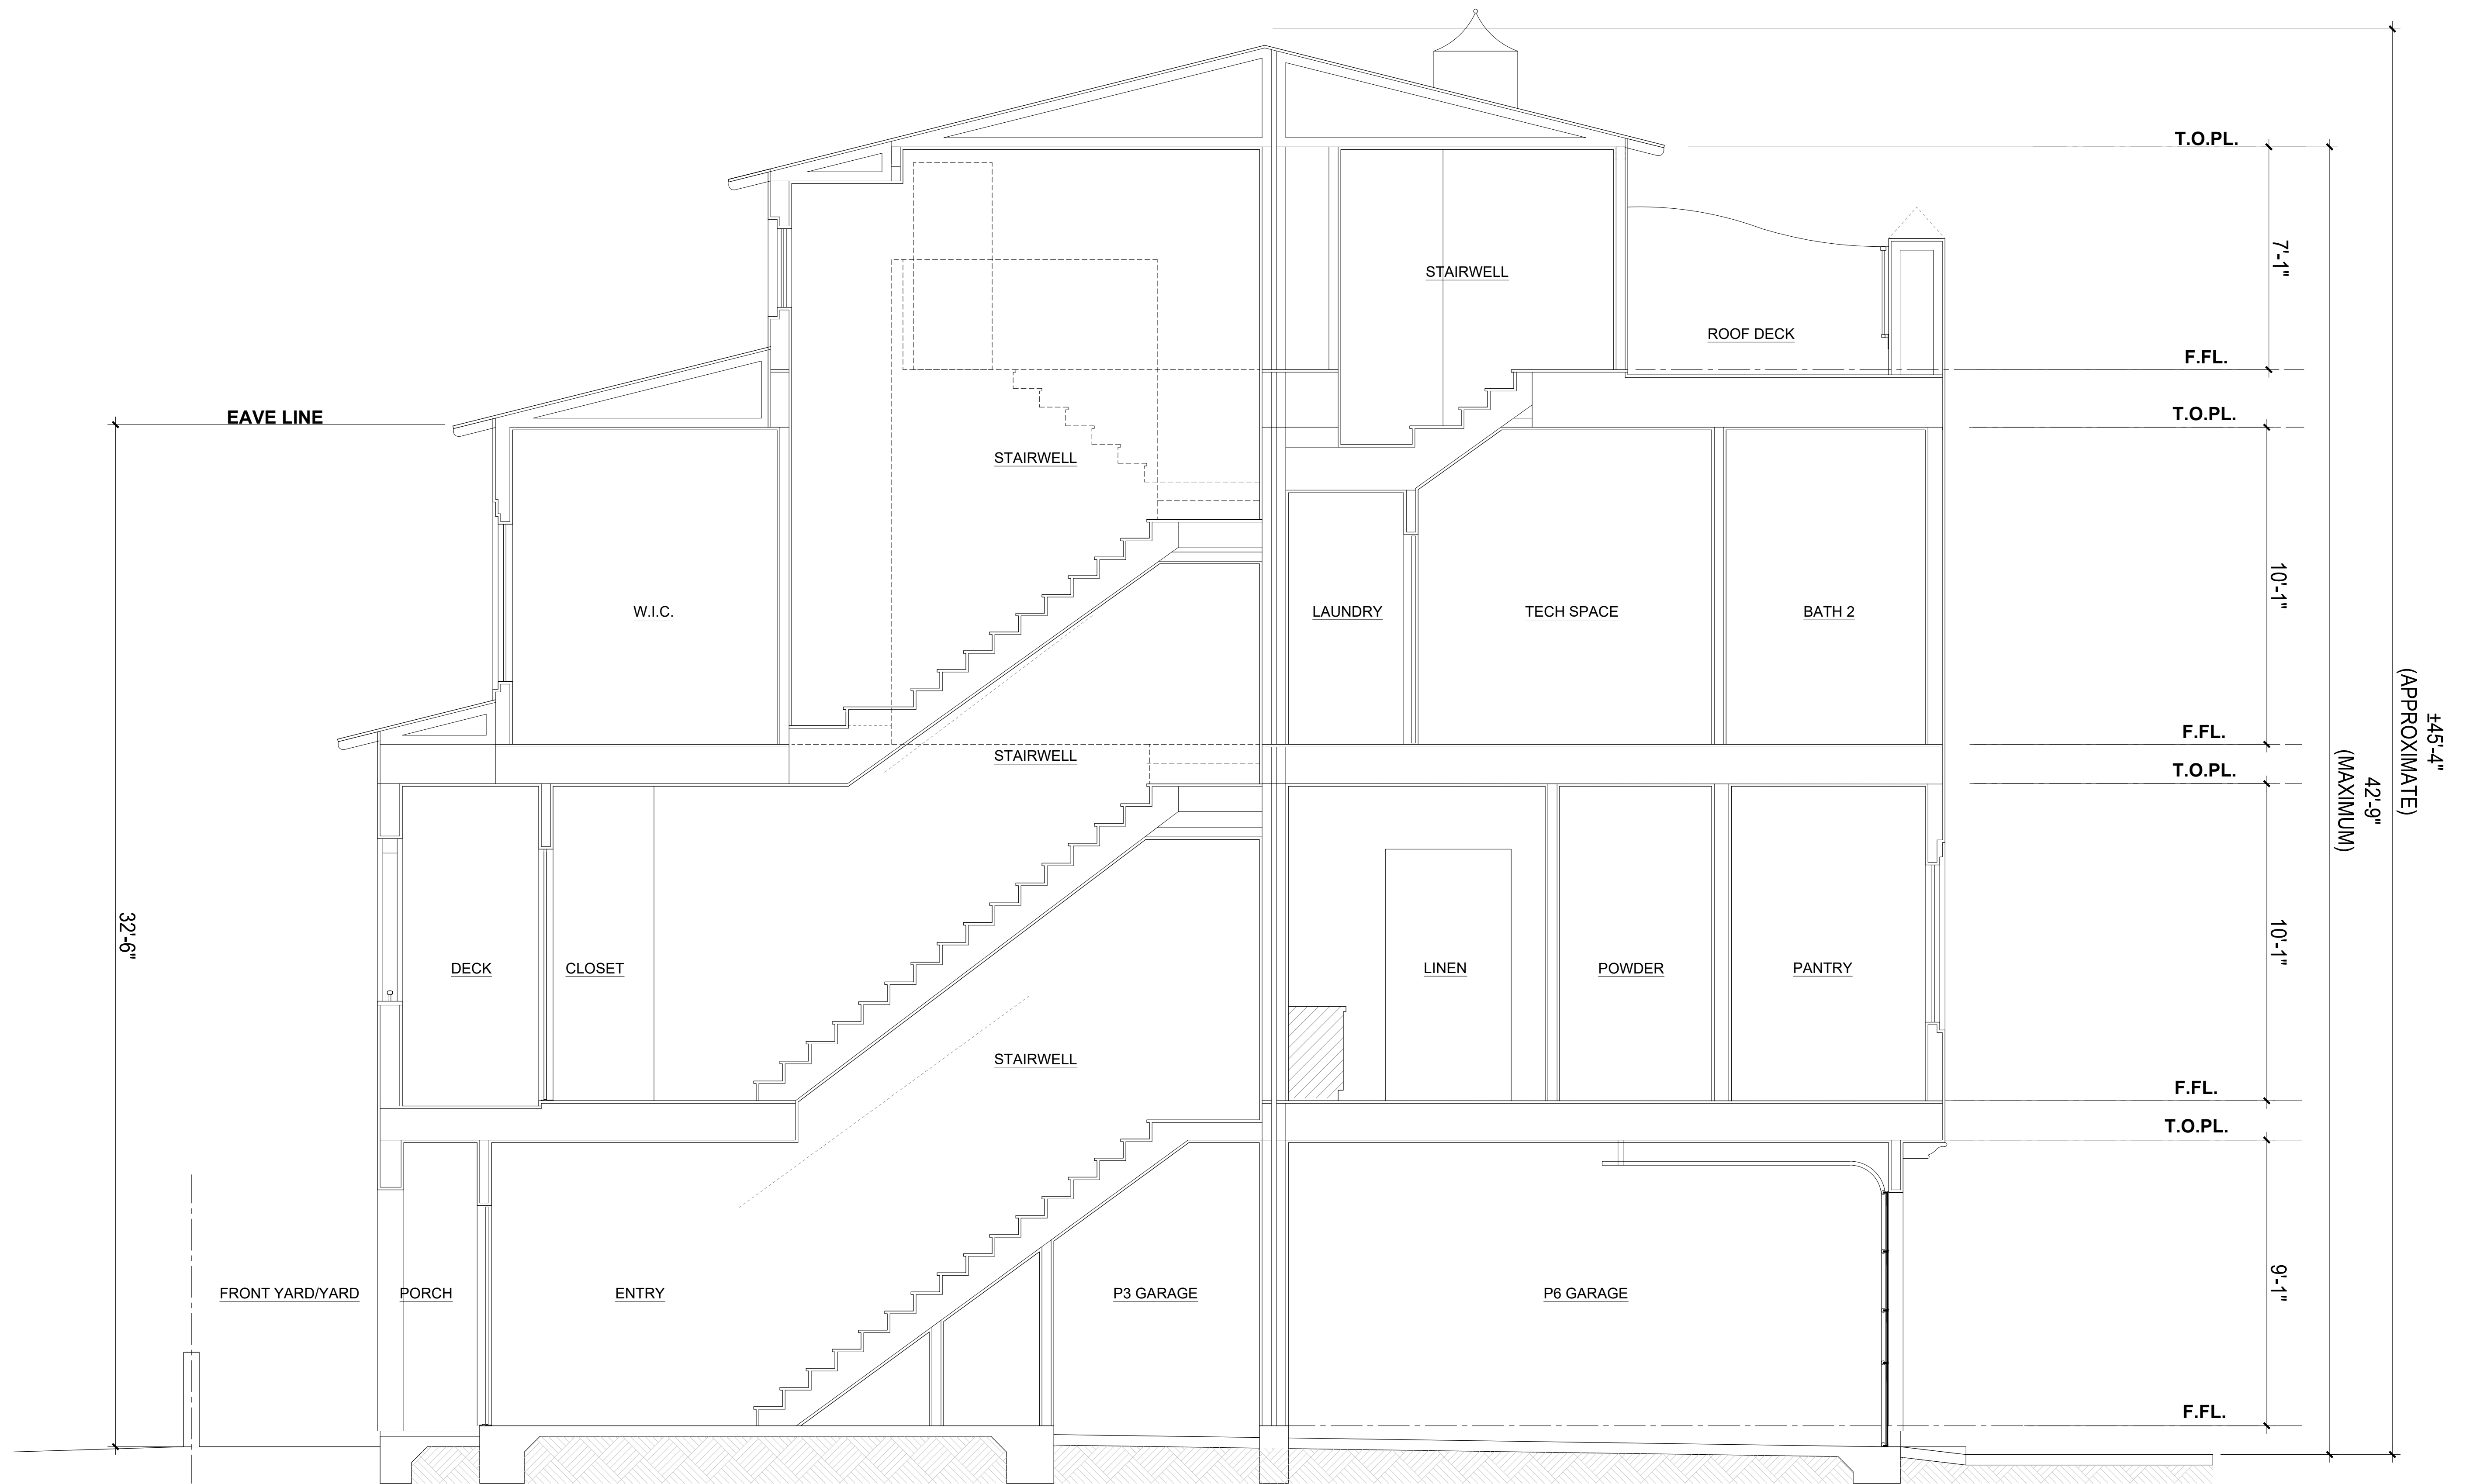 T.O.PL.
7'-1"
STAIRWELL
ROOF DECK
F.FL.
EAVE LINE
T.O.PL.
STAIRWELL
10'-1"
W.I.C.
LAUNDRY
TECH SPACE
BATH 2
F.FL.
STAIRWELL
T.O.PL.
±45'-4"
(APPROXIMATE)
42'-9"
(MAXIMUM)
32'-6"
DECK
CLOSET
LINEN
POWDER
PANTRY
10'-1"
STAIRWELL
F.FL.
T.O.PL.
FRONT YARD/YARD
PORCH
ENTRY
P3 GARAGE
P6 GARAGE
9'-1"
F.FL.